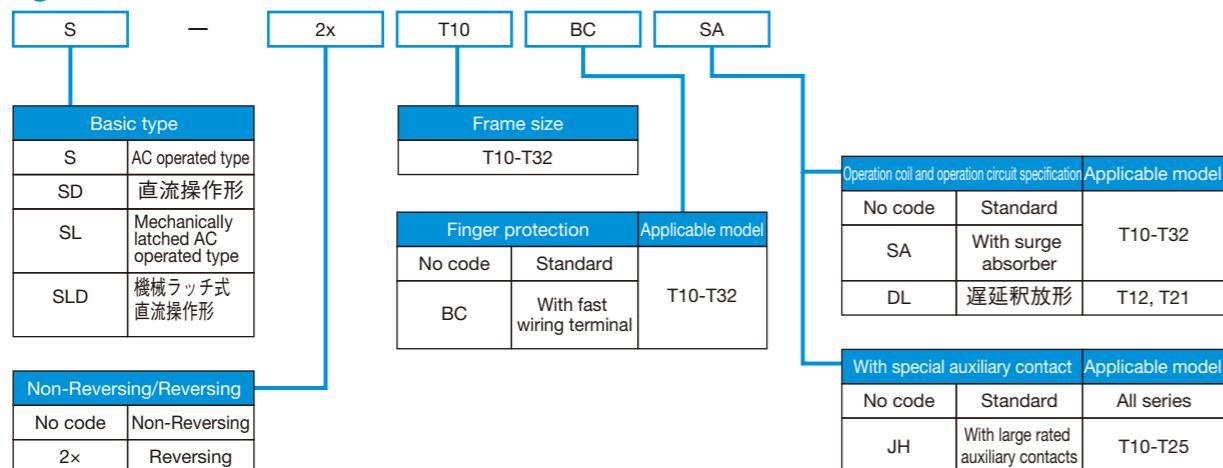 S — 2x T10 BC SA
Basic type
S AC operated type
SD 直流操作形
SL Mechanically
latched AC
operated type
SLD 機械ラッチ式
直流操作形
Non-Reversing/Reversing
No code Non-Reversing
2× Reversing
Frame size
T10-T32
Finger protection Applicable model
No code Standard
BC With fast
wiring terminal
T10-T32
Operation coil and operation circuit specification Applicable model
No code Standard
SA With surge
absorber
T10-T32
DL 遅延釈放形 T12, T21
With special auxiliary contact Applicable model
No code Standard All series
JH With large rated
auxiliary contacts
T10-T25